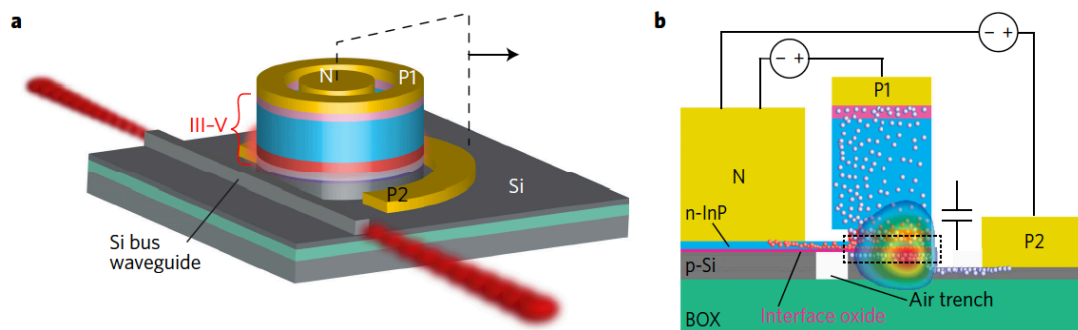 a
N
P1
III–V
P2
Si
Si bus
waveguide
b
– +
– +
P1
N
n-InP
P2
p-Si
Air trench
Interface oxide
BOX